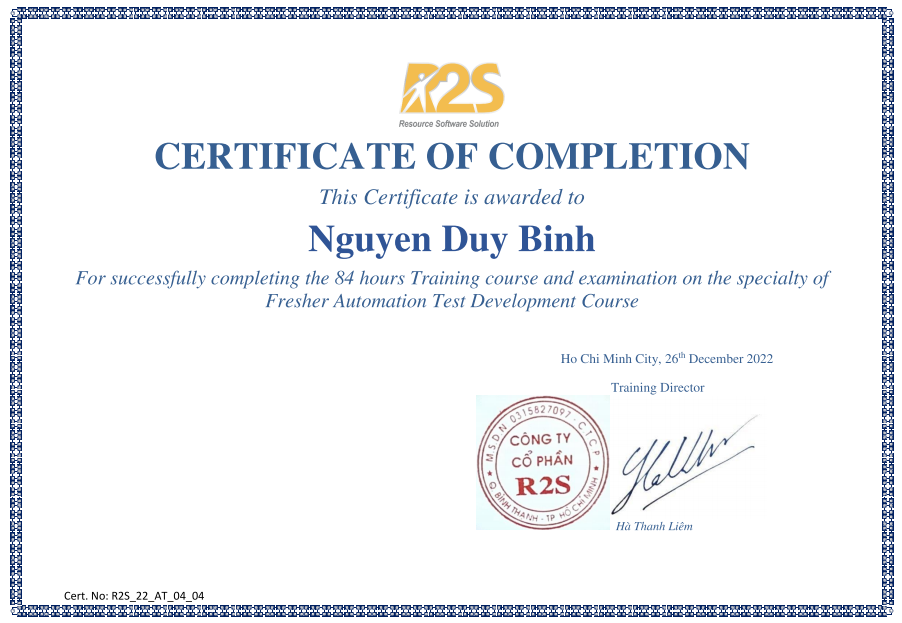 R2S
Resource Software Solution
CERTIFICATE OF COMPLETION
This Certificate is awarded to
Nguyen Duy Binh
For successfully completing the 84 hours Training course and examination on the specialty of
Fresher Automation Test Development Course
Ho Chi Minh City, 26th December 2022
Training Director
M.S.D.N 0315827097 - C.T.C.P
CÔNG TY
CỔ PHẦN
R2S
Q. BÌNH THẠNH - TP. HỒ CHÍ MINH
Hà Thanh Liêm
Cert. No: R2S_22_AT_04_04